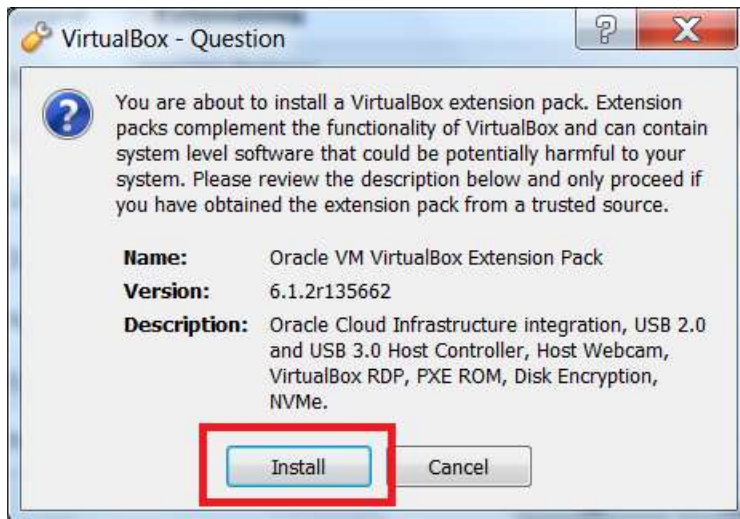 VirtualBox - Question
You are about to install a VirtualBox extension pack. Extension
packs complement the functionality of VirtualBox and can contain
system level software that could be potentially harmful to your
system. Please review the description below and only proceed if
you have obtained the extension pack from a trusted source.
Name: Oracle VM VirtualBox Extension Pack
Version: 6.1.2r135662
Description: Oracle Cloud Infrastructure integration, USB 2.0
and USB 3.0 Host Controller, Host Webcam,
VirtualBox RDP, PXE ROM, Disk Encryption,
NVMe.
Install Cancel